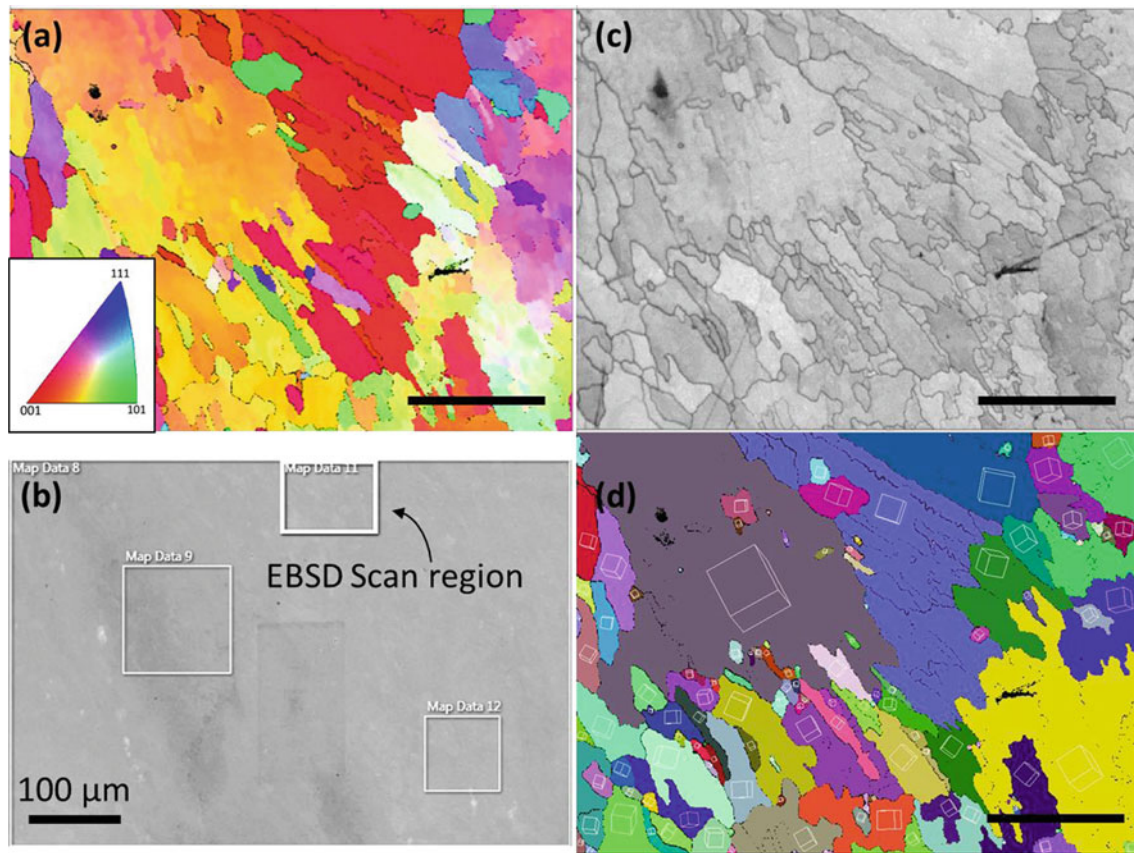 (a)
111
001
101
(c)
Map Data 8
(b)
Map Data 11
Map Data 9
EBSD Scan region
Map Data 12
100 µm
(d)